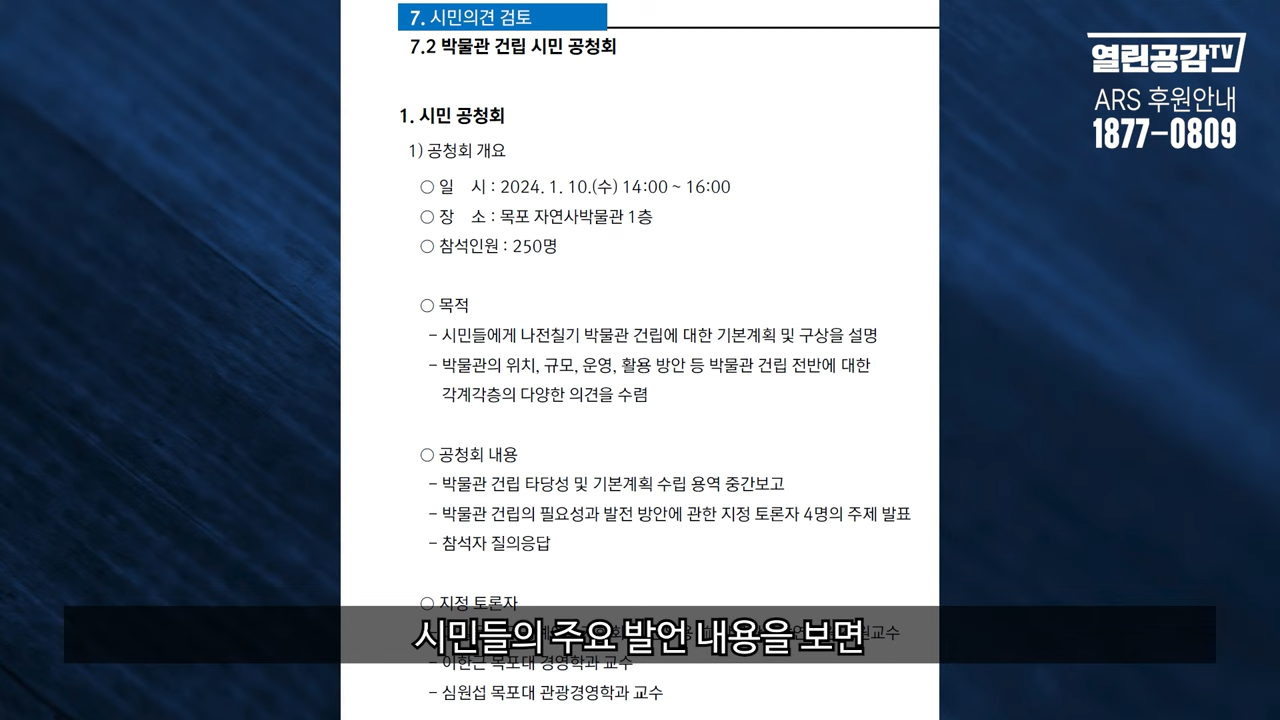 7. 시민의견 검토
7.2 박물관 건립 시민 공청회
열린공감TV
ARS 후원안내
1877-0809
1. 시민 공청회
1) 공청회 개요
○ 일 시 : 2024. 1. 10.(수) 14:00 ~ 16:00
○ 장 소 : 목포 자연사박물관 1층
○ 참석인원 : 250명
○ 목적
- 시민들에게 나전칠기 박물관 건립에 대한 기본계획 및 구상을 설명
- 박물관의 위치, 규모, 운영, 활용 방안 등 박물관 건립 전반에 대한
각계각층의 다양한 의견을 수렴
○ 공청회 내용
- 박물관 건립 타당성 및 기본계획 수립 용역 중간보고
- 박물관 건립의 필요성과 발전 방안에 관한 지정 토론자 4명의 주제 발표
- 참석자 질의응답
○ 지정 토론자
시민들의 주요 발언 내용을 보면
- 이한근 목포대 경영학과 교수
- 심원섭 목포대 관광경영학과 교수